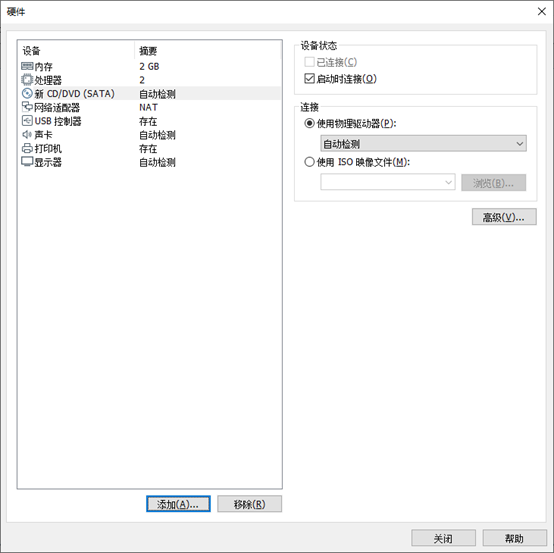 硬件
设备 摘要
内存 2 GB
处理器 2
新 CD/DVD (SATA) 自动检测
网络适配器 NAT
USB 控制器 存在
声卡 自动检测
打印机 存在
显示器 自动检测
添加(A)... 移除(R)
设备状态
已连接(C)
启动时连接(O)
连接
使用物理驱动器(P):
自动检测
使用 ISO 映像文件(M):
浏览(B)...
高级(V)...
关闭 帮助